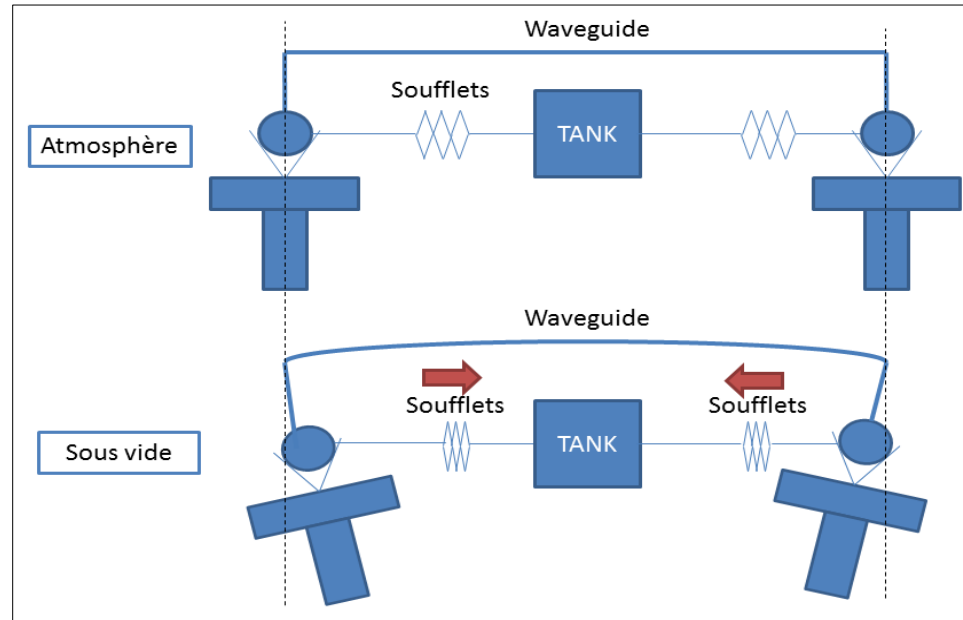 Waveguide
Soufflets
Atmosphère
TANK
Waveguide
Soufflets
Soufflets
Sous vide
TANK